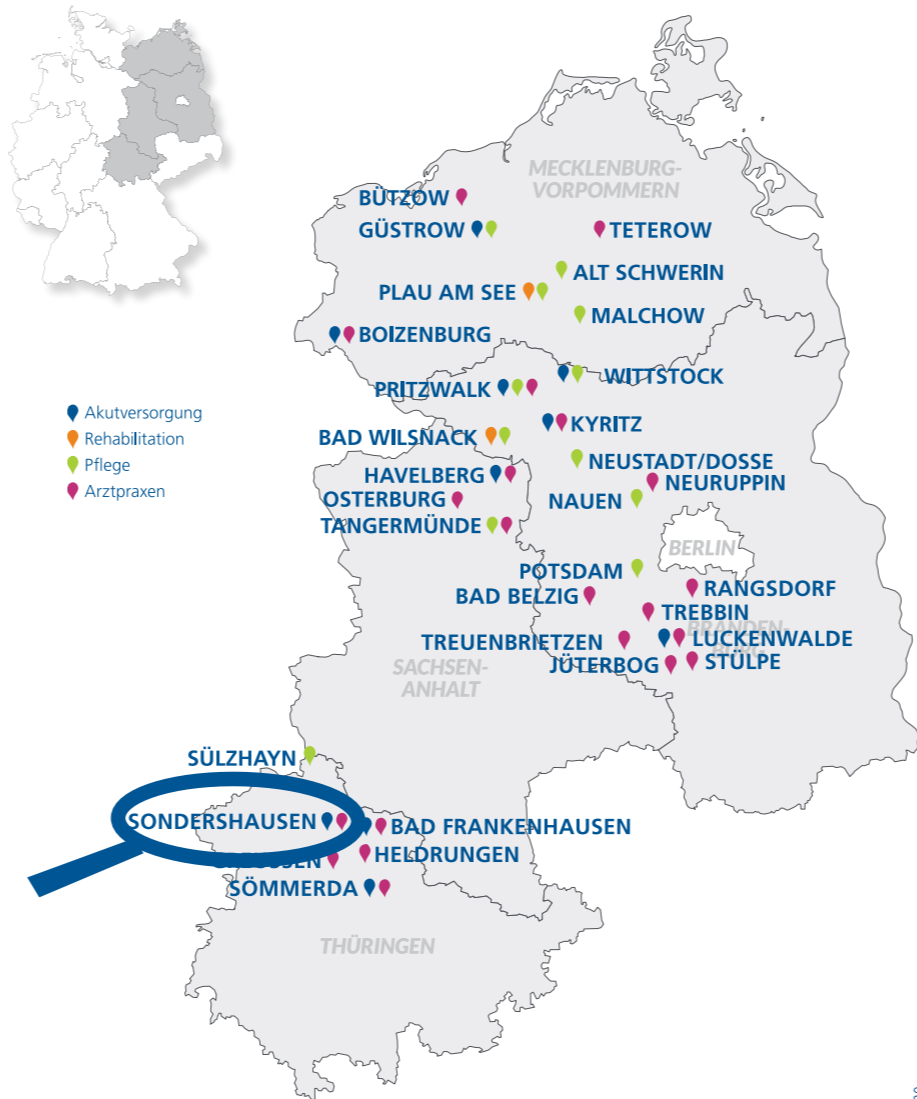 MECKLENBURG-
VORPOMMERN
BÜTZOW
GÜSTROW
TETEROW
ALT SCHWERIN
PLAU AM SEE
MALCHOW
BOIZENBURG
WITTSTOCK
PRITZWALK
Akutversorgung
Rehabilitation
Pflege
Arztpraxen
KYRITZ
BAD WILSNACK
NEUSTADT/DOSSE
HAVELBERG
NEURUPPIN
OSTERBURG
NAUEN
TANGERMÜNDE
BERLIN
POTSDAM
RANGSDORF
BAD BELZIG
TREBBIN
BRANDEN-
BURG
TREUENBRIETZEN
LUCKENWALDE
JÜTERBOG
STÜLPE
SACHSEN-
ANHALT
SÜLZHAYN
SONDERSHAUSEN
BAD FRANKENHAUSEN
HELDRUNGEN
SÖMMERDA
THÜRINGEN